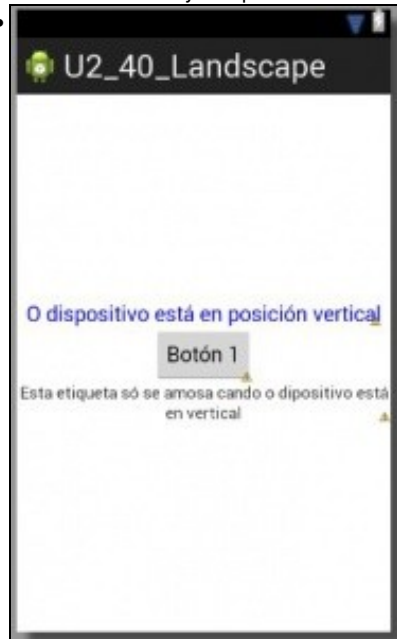 U2_40_Landscape
O dispositivo está en posición vertical
Botón 1
Esta etiqueta só se amosa cando o dipositivo está
en vertical